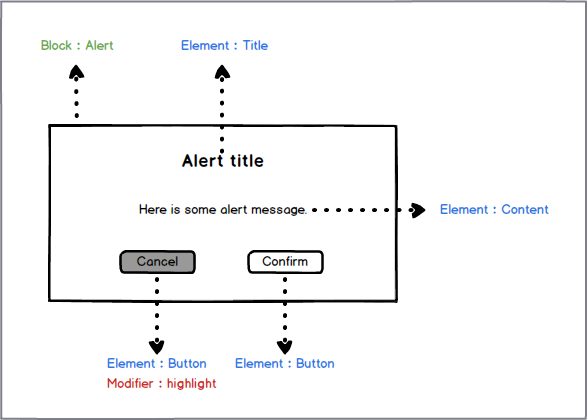 Block : Alert
Element : Title
Alert title
Here is some alert message.
Element : Content
Cancel
Confirm
Element : Button
Element : Button
Modifier : highlight